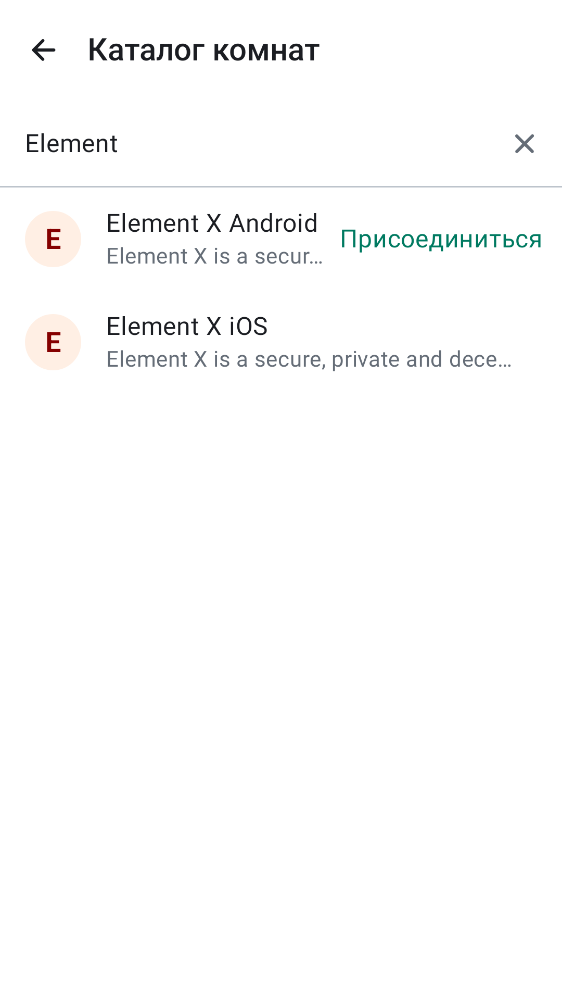 Каталог комнат
Element
E
Element X Android
Element X is a secur...
Присоединиться
E
Element X iOS
Element X is a secure, private and dece...